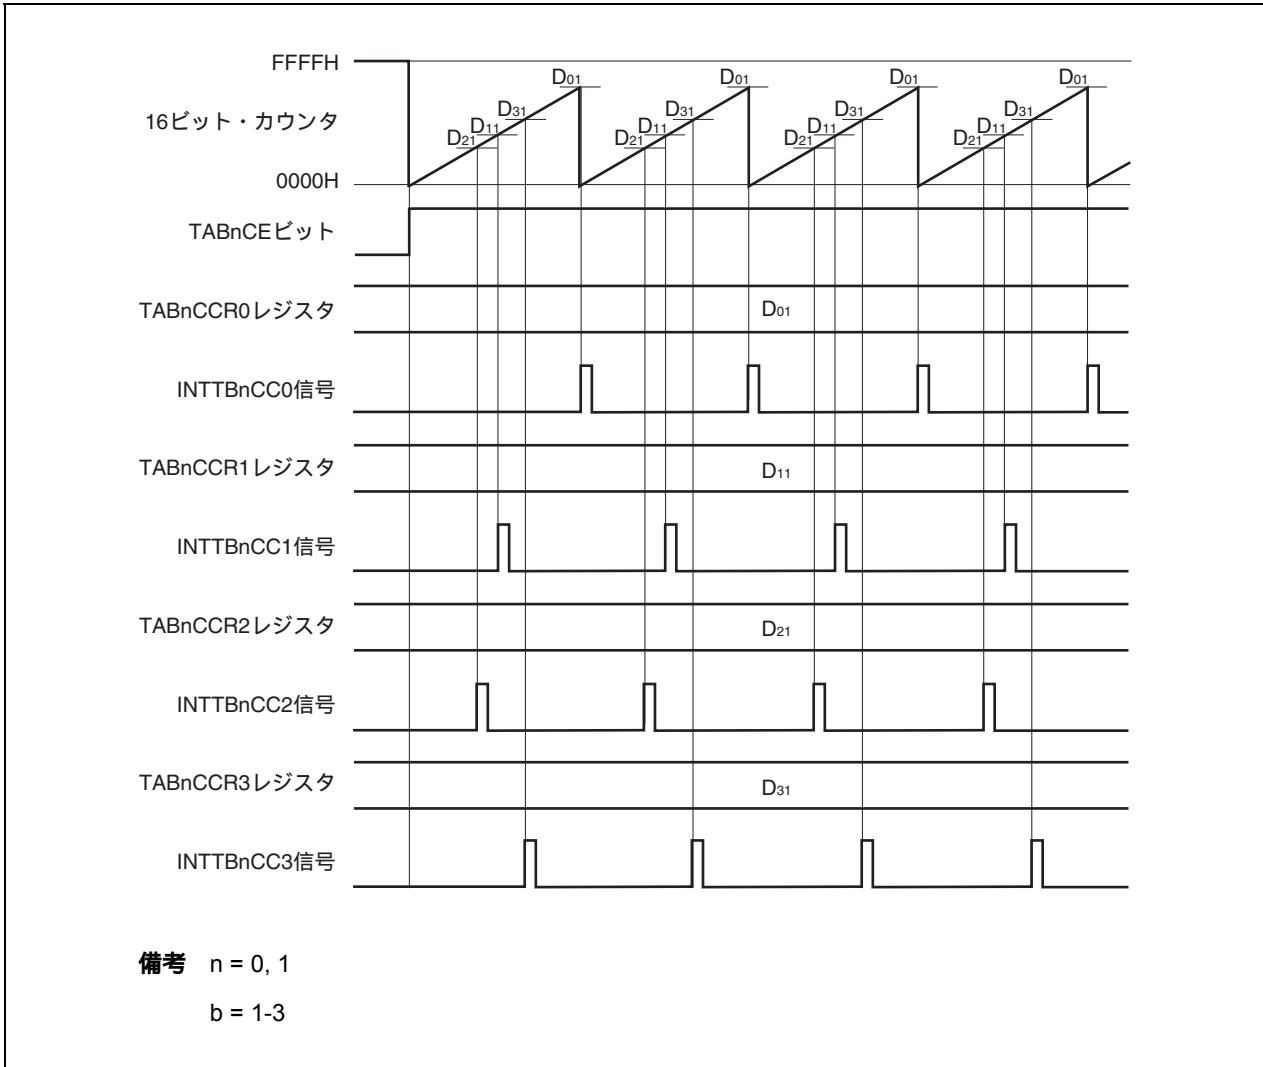 FFFFH
D01 D01 D01 D01
16ビット・カウンタ
D31 D31 D31 D31
D11 D11 D11 D11
D21 D21 D21 D21
0000H
TABnCEビット
TABnCCR0レジスタ D01
INTTBnCC0信号
TABnCCR1レジスタ D11
INTTBnCC1信号
TABnCCR2レジスタ D21
INTTBnCC2信号
TABnCCR3レジスタ D31
INTTBnCC3信号
備考 n = 0, 1
b = 1-3